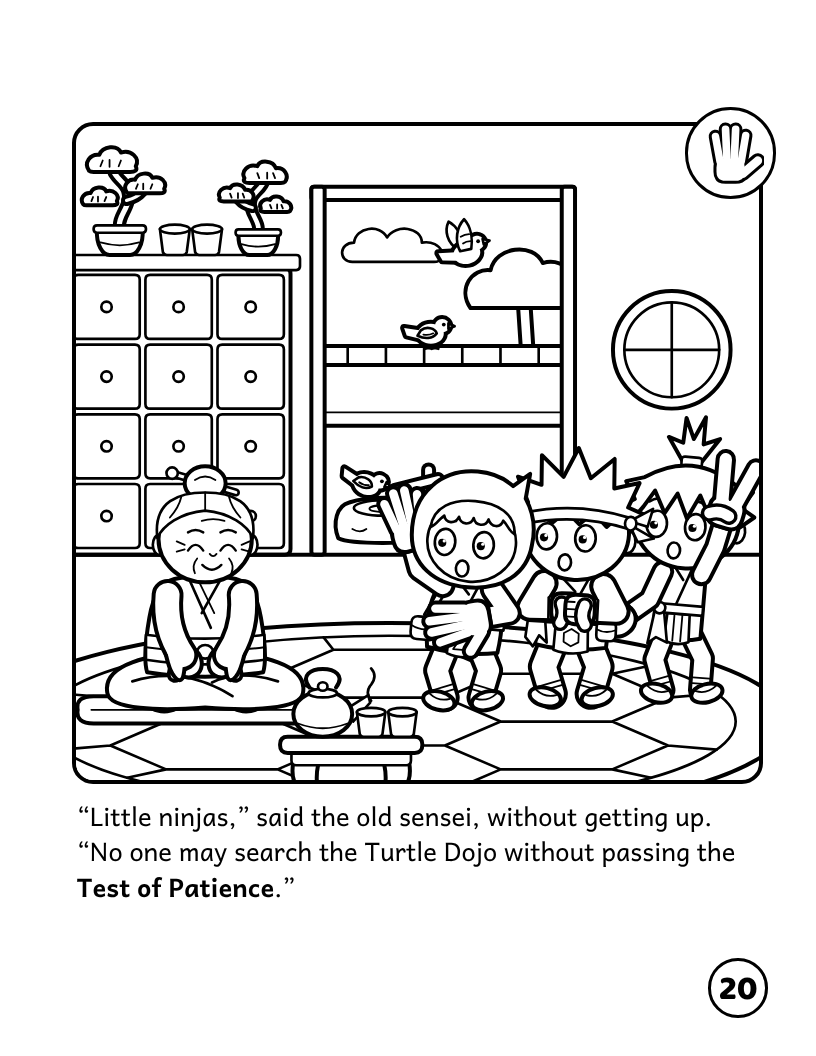 “Little ninjas,” said the old sensei, without getting up.
“No one may search the Turtle Dojo without passing the
Test of Patience.”
20